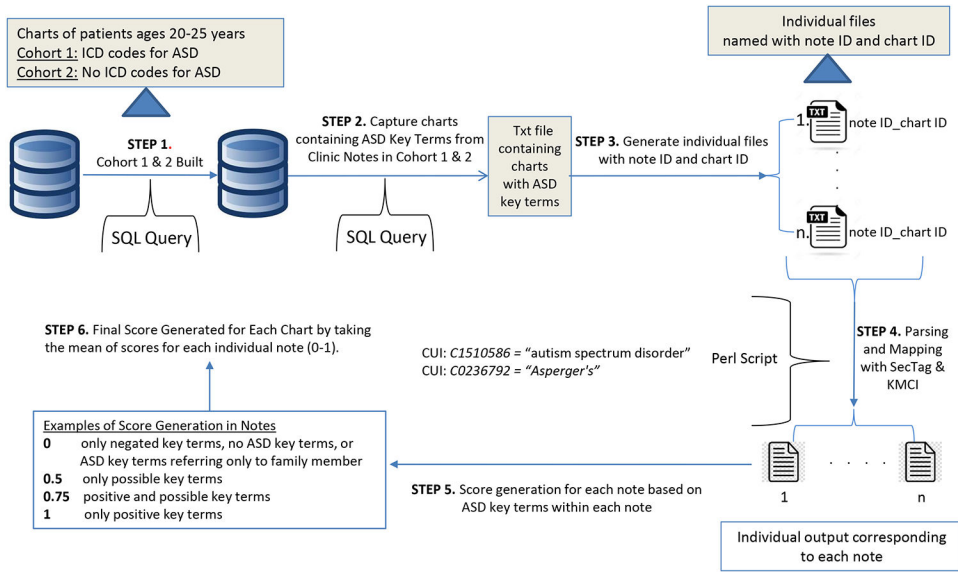 Charts of patients ages 20-25 years
Cohort 1: ICD codes for ASD
Cohort 2: No ICD codes for ASD
Individual files
named with note ID and chart ID
STEP 1.
Cohort 1 & 2 Built
SQL Query
STEP 2. Capture charts
containing ASD Key Terms from
Clinic Notes in Cohort 1 & 2
SQL Query
Txt file
containing
charts
with ASD
key terms
STEP 3. Generate individual files
with note ID and chart ID
1.
TXT
note ID_chart ID
n.
TXT
note ID_chart ID
STEP 4. Parsing
and Mapping
with SecTag &
KMCI
Perl Script
CUI: C1510586 = “autism spectrum disorder”
CUI: C0236792 = “Asperger's”
1
n
Individual output corresponding
to each note
STEP 5. Score generation for each note based on
ASD key terms within each note
Examples of Score Generation in Notes
0 only negated key terms, no ASD key terms, or
ASD key terms referring only to family member
0.5 only possible key terms
0.75 positive and possible key terms
1 only positive key terms
STEP 6. Final Score Generated for Each Chart by taking
the mean of scores for each individual note (0-1).